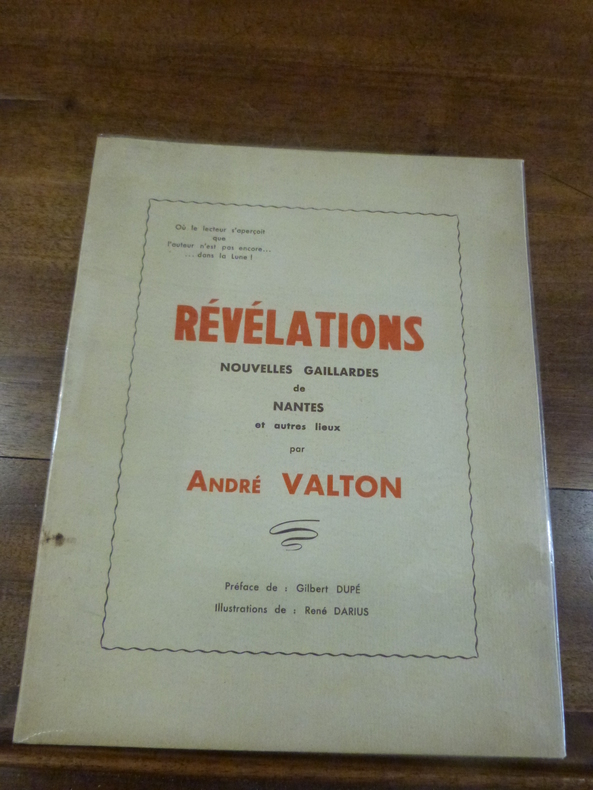 Où le lecteur s'aperçoit
que
l'auteur n'est pas encore...
... dans la Lune !
RÉVÉLATIONS
NOUVELLES GAILLARDES
de
NANTES
et autres lieux
par
ANDRÉ VALTON
Préface de : Gilbert DUPÉ
Illustrations de : René DARIUS